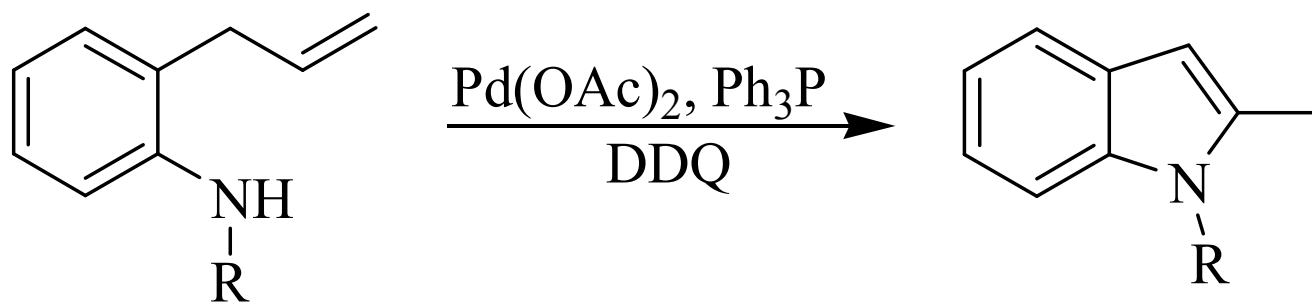 Pd(OAc)₂, Ph₃P
DDQ
NH
R
N
R